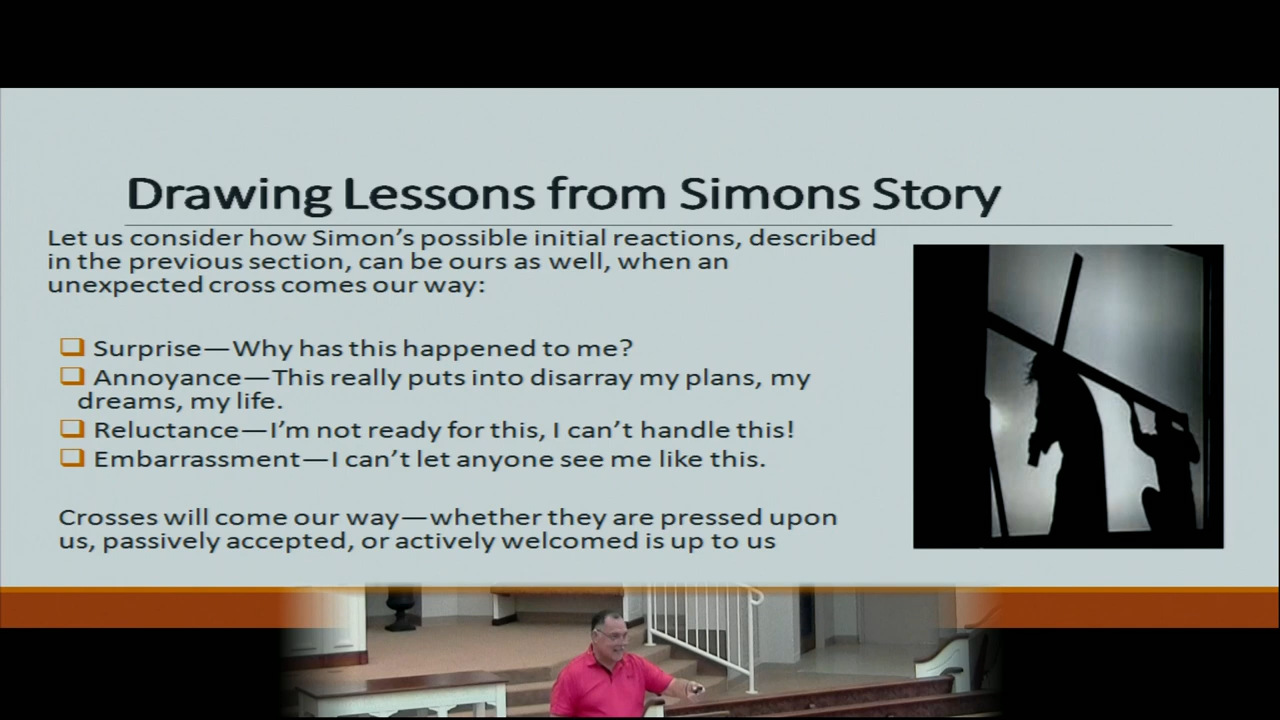 Drawing Lessons from Simons Story
Let us consider how Simon’s possible initial reactions, described
in the previous section, can be ours as well, when an
unexpected cross comes our way:
Surprise—Why has this happened to me?
Annoyance—This really puts into disarray my plans, my
dreams, my life.
Reluctance—I’m not ready for this, I can’t handle this!
Embarrassment—I can’t let anyone see me like this.
Crosses will come our way—whether they are pressed upon
us, passively accepted, or actively welcomed is up to us